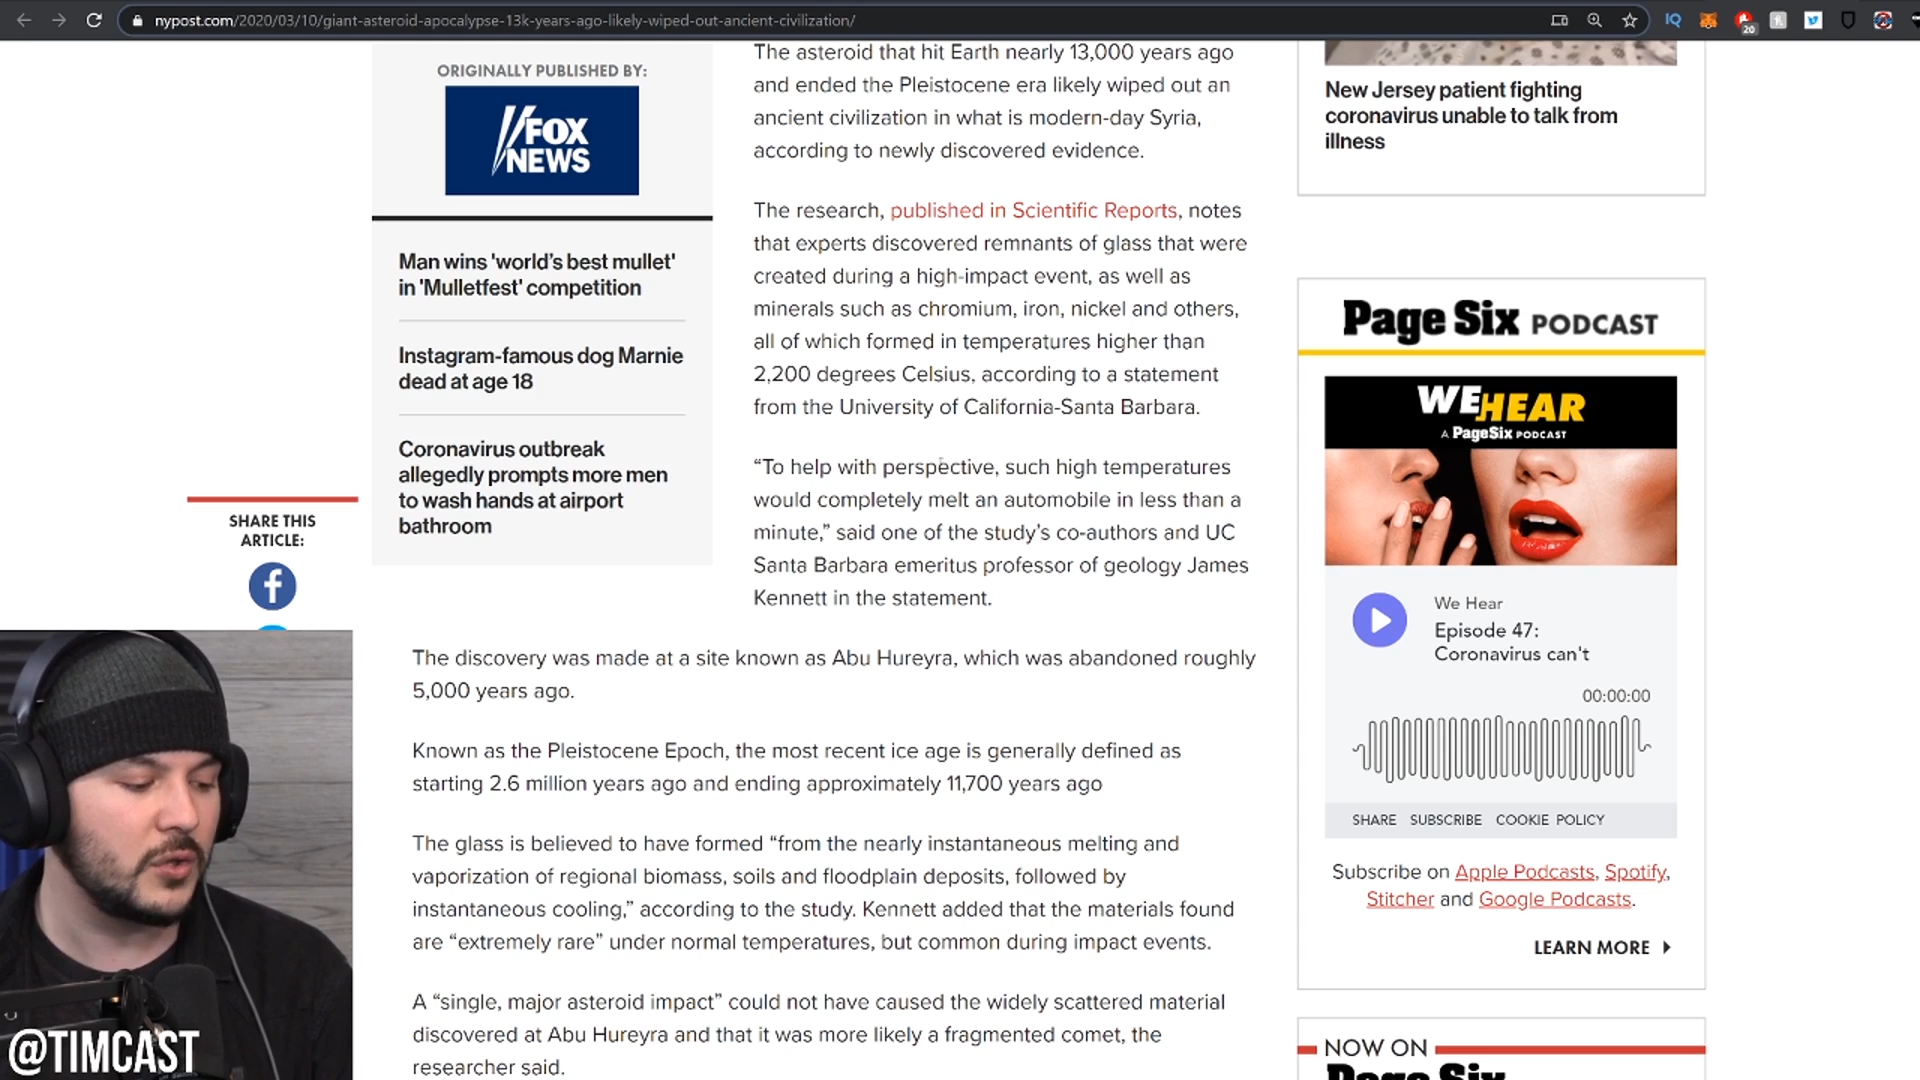 nypost.com/2020/03/10/giant-asteroid-apocalypse-13k-years-ago-likely-wiped-out-ancient-civilization/
IQ
20
ORIGINALLY PUBLISHED BY:
FOX
NEWS
Man wins 'world's best mullet'
in 'Mulletfest' competition
Instagram-famous dog Marnie
dead at age 18
Coronavirus outbreak
allegedly prompts more men
to wash hands at airport
bathroom
SHARE THIS
ARTICLE:
The asteroid that hit Earth nearly 13,000 years ago
and ended the Pleistocene era likely wiped out an
ancient civilization in what is modern-day Syria,
according to newly discovered evidence.
The research, published in Scientific Reports, notes
that experts discovered remnants of glass that were
created during a high-impact event, as well as
minerals such as chromium, iron, nickel and others,
all of which formed in temperatures higher than
2,200 degrees Celsius, according to a statement
from the University of California-Santa Barbara.
“To help with perspective, such high temperatures
would completely melt an automobile in less than a
minute,” said one of the study’s co-authors and UC
Santa Barbara emeritus professor of geology James
Kennett in the statement.
The discovery was made at a site known as Abu Hureyra, which was abandoned roughly
5,000 years ago.
Known as the Pleistocene Epoch, the most recent ice age is generally defined as
starting 2.6 million years ago and ending approximately 11,700 years ago
The glass is believed to have formed “from the nearly instantaneous melting and
vaporization of regional biomass, soils and floodplain deposits, followed by
instantaneous cooling,” according to the study. Kennett added that the materials found
are “extremely rare” under normal temperatures, but common during impact events.
A “single, major asteroid impact” could not have caused the widely scattered material
discovered at Abu Hureyra and that it was more likely a fragmented comet, the
researcher said.
New Jersey patient fighting
coronavirus unable to talk from
illness
Page Six PODCAST
WE HEAR
A PageSix PODCAST
We Hear
Episode 47:
Coronavirus can't
00:00:00
SHARE SUBSCRIBE COOKIE POLICY
Subscribe on Apple Podcasts, Spotify,
Stitcher and Google Podcasts.
LEARN MORE
NOW ON
Page Six
@TIMCAST